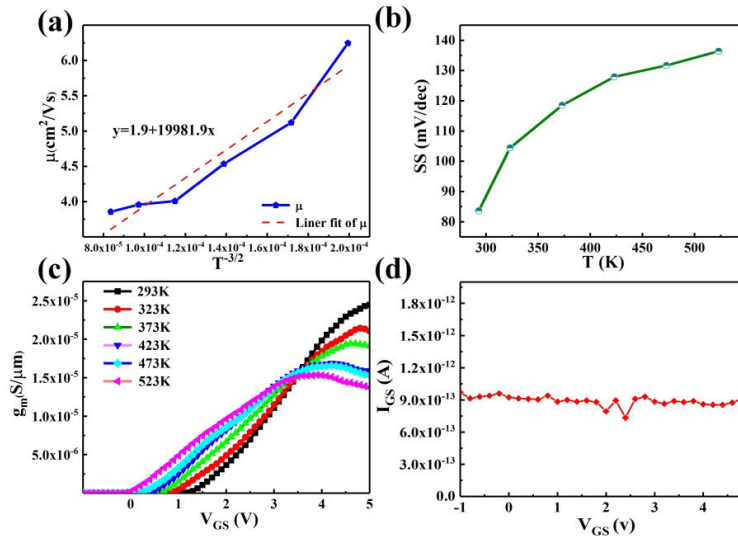 (a)
μ(cm²/Vs)
6.0
5.5
5.0
4.5
4.0
y=1.9+19981.9x
μ
Liner fit of μ
8.0x10⁻⁵ 1.0x10⁻⁴ 1.2x10⁻⁴ 1.4x10⁻⁴ 1.6x10⁻⁴ 1.8x10⁻⁴ 2.0x10⁻⁴
T⁻³/²
(b)
SS (mV/dec)
140
130
120
110
100
90
80
300 350 400 450 500
T (K)
(c)
gₘ(S/μm)
2.5x10⁻⁵
2.0x10⁻⁵
1.5x10⁻⁵
1.0x10⁻⁵
5.0x10⁻⁶
293K
323K
373K
423K
473K
523K
0 1 2 3 4 5
V_GS (V)
(d)
I_GS (A)
1.8x10⁻¹²
1.5x10⁻¹²
1.2x10⁻¹²
9.0x10⁻¹³
6.0x10⁻¹³
3.0x10⁻¹³
0.0
-1 0 1 2 3 4
V_GS (v)